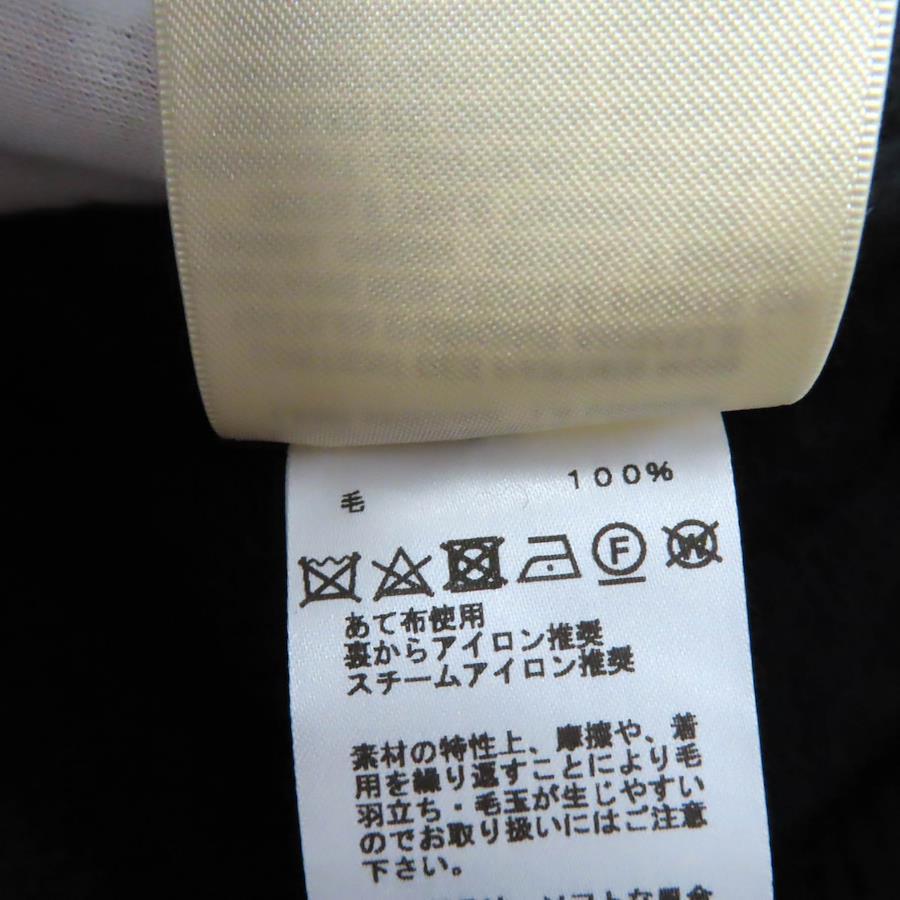 毛 100%
F W
あて布使用
裏からアイロン推奨
スチームアイロン推奨
素材の特性上、摩擦や、着
用を繰り返すことにより毛
羽立ち・毛玉が生じやすい
のでお取り扱いにはご注意
下さい。